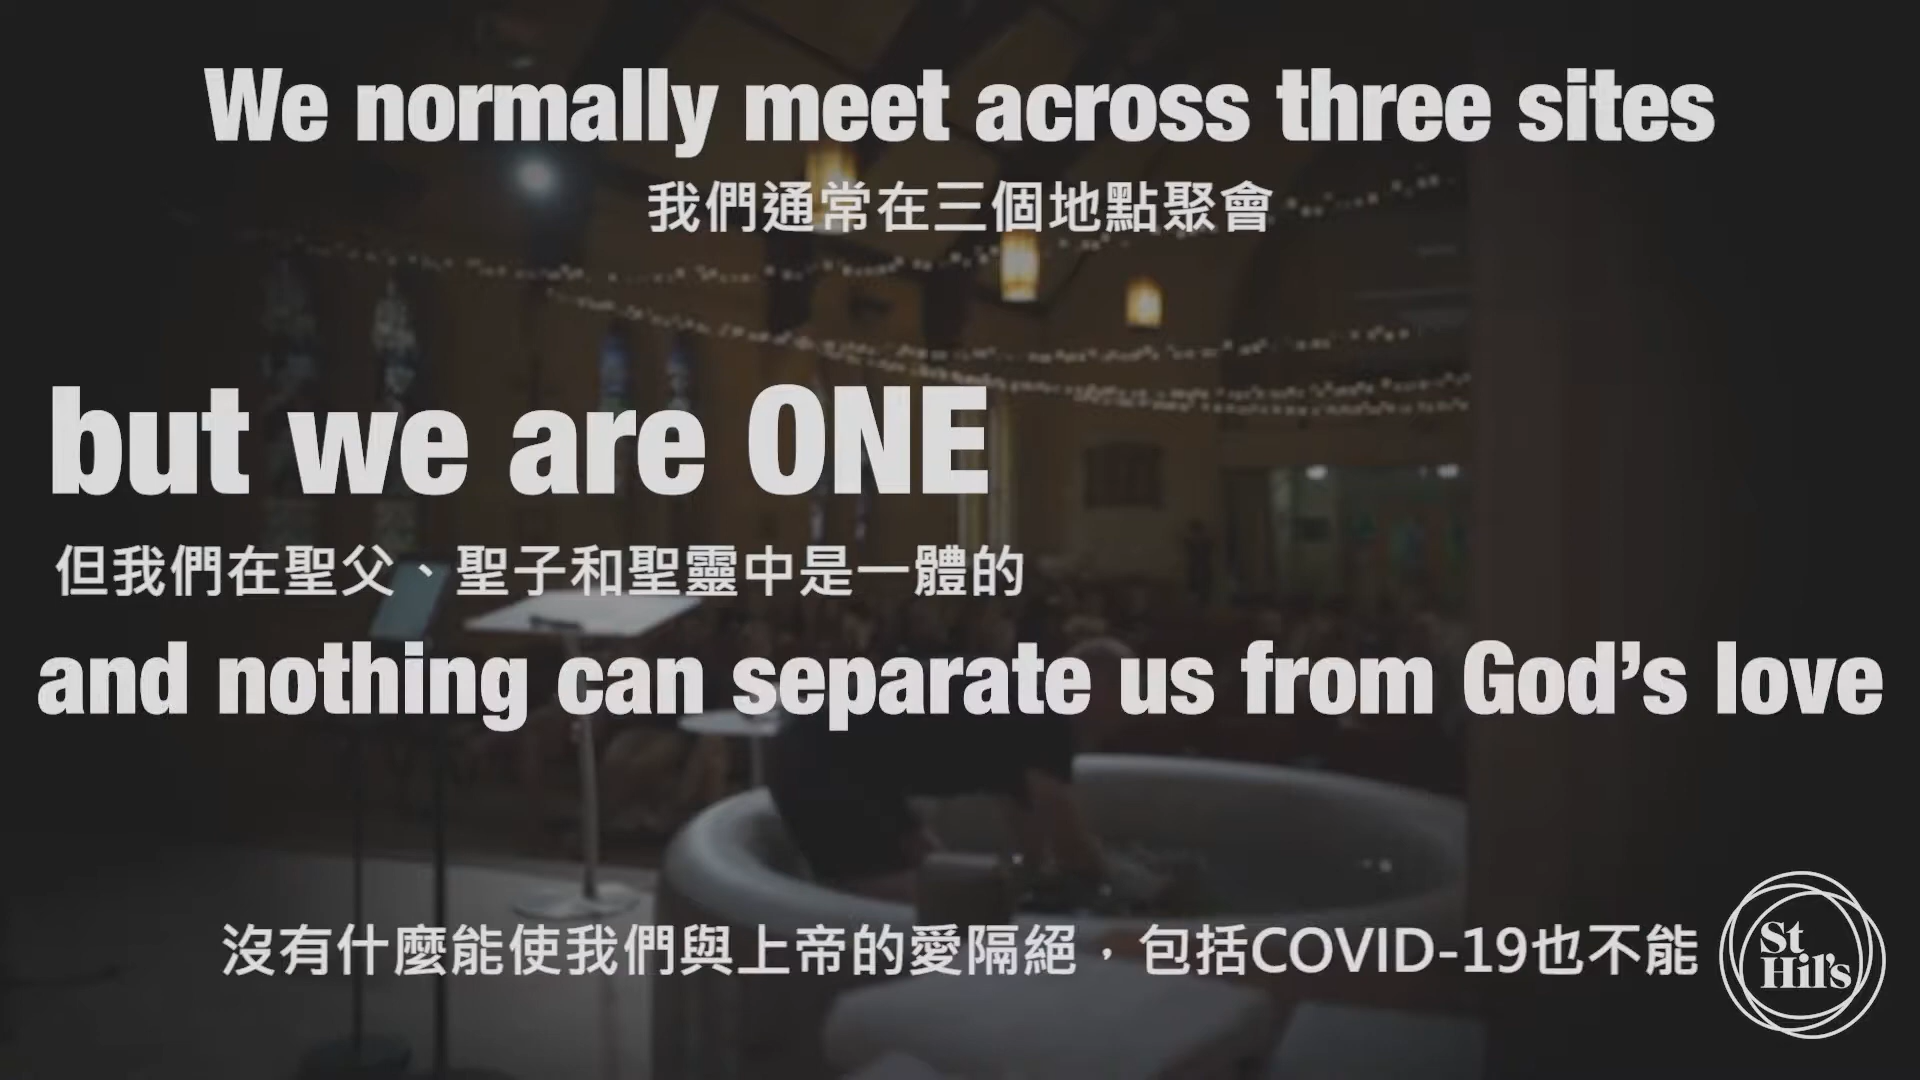 We normally meet across three sites
我們通常在三個地點聚會
but we are ONE
但我們在聖父、聖子和聖靈中是一體的
and nothing can separate us from God’s love
沒有什麼能使我們與上帝的愛隔絕，包括COVID-19也不能
St
Hil's